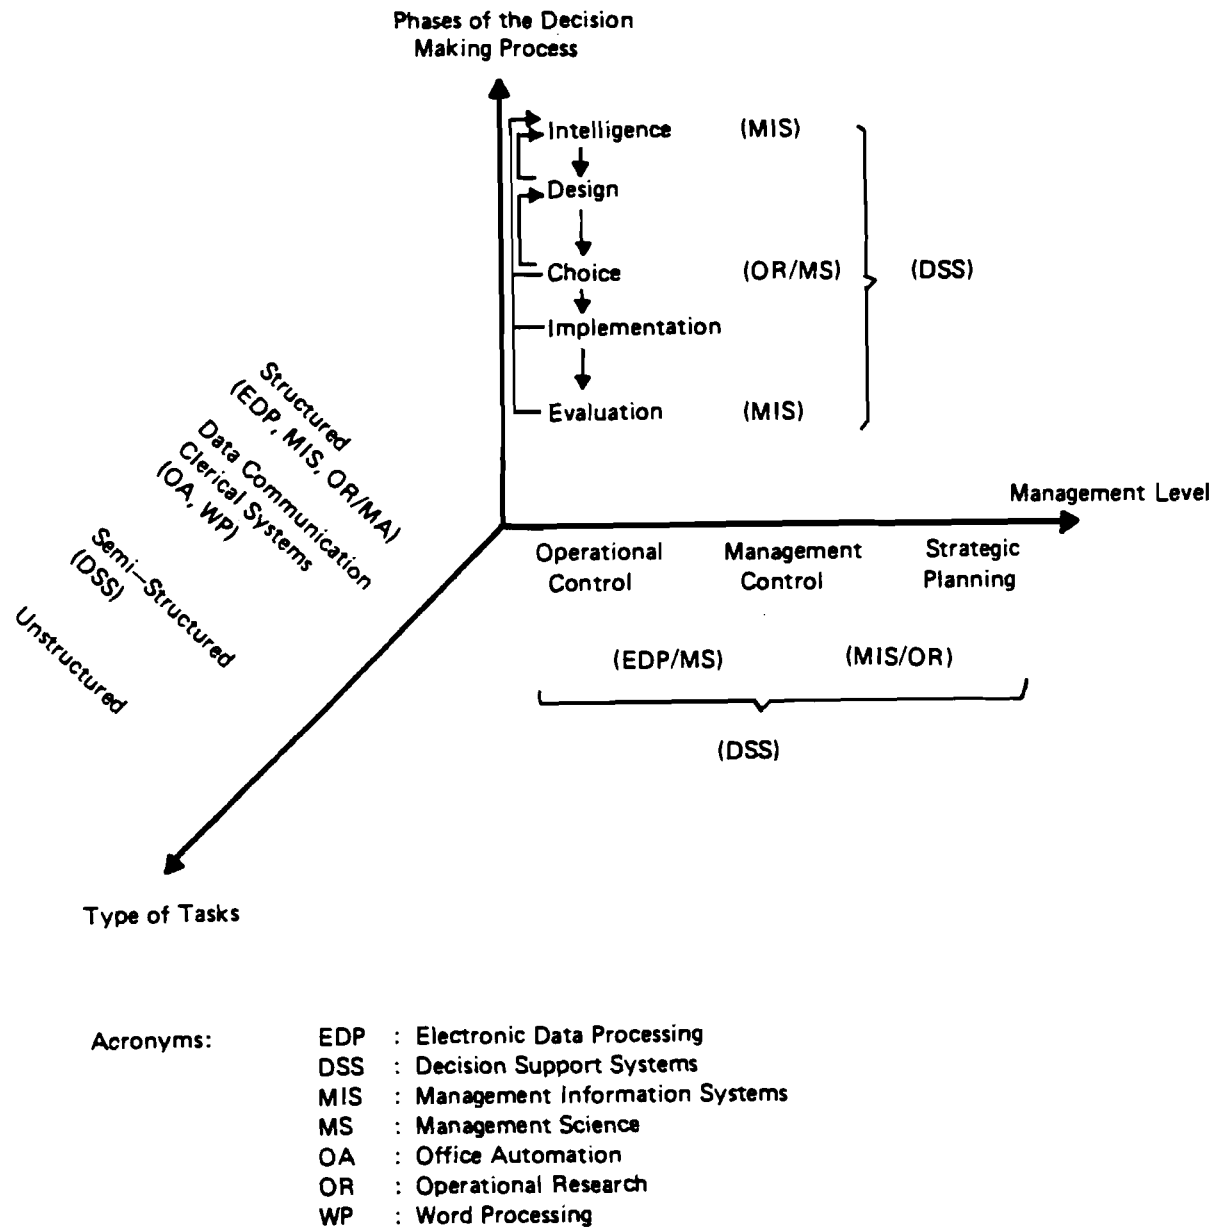 Phases of the Decision
Making Process
Intelligence (MIS)
Design
Choice (OR/MS) (DSS)
Implementation
Evaluation (MIS)
Structured
(EDP, MIS, OR/MA)
Data Communication
Clerical Systems
(OA, WP)
Semi–Structured
(DSS)
Unstructured
Type of Tasks
Management Level
Operational
Control
Management
Control
Strategic
Planning
(EDP/MS) (MIS/OR)
(DSS)
Acronyms:
EDP : Electronic Data Processing
DSS : Decision Support Systems
MIS : Management Information Systems
MS : Management Science
OA : Office Automation
OR : Operational Research
WP : Word Processing